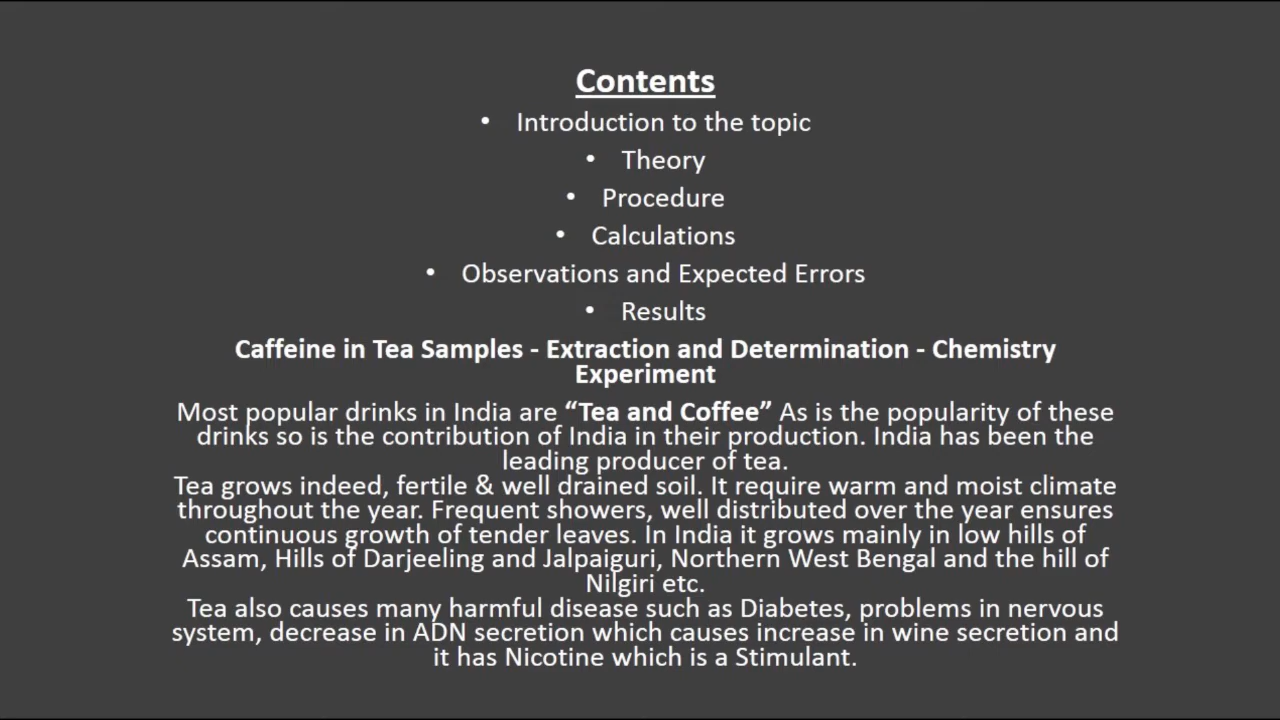 Contents
• Introduction to the topic
• Theory
• Procedure
• Calculations
• Observations and Expected Errors
• Results
Caffeine in Tea Samples - Extraction and Determination - Chemistry
Experiment
Most popular drinks in India are “Tea and Coffee” As is the popularity of these
drinks so is the contribution of India in their production. India has been the
leading producer of tea.
Tea grows indeed, fertile & well drained soil. It require warm and moist climate
throughout the year. Frequent showers, well distributed over the year ensures
continuous growth of tender leaves. In India it grows mainly in low hills of
Assam, Hills of Darjeeling and Jalpaiguri, Northern West Bengal and the hill of
Nilgiri etc.
Tea also causes many harmful disease such as Diabetes, problems in nervous
system, decrease in ADN secretion which causes increase in wine secretion and
it has Nicotine which is a Stimulant.